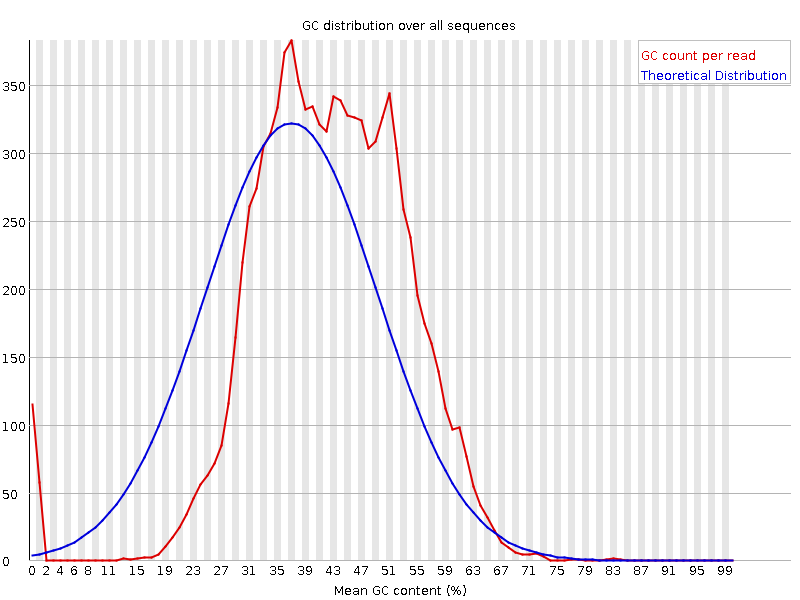 GC distribution over all sequences
GC count per read
Theoretical Distribution
350
300
250
200
150
100
50
0
0 2 4 6 8 11 15 19 23 27 31 35 39 43 47 51 55 59 63 67 71 75 79 83 87 91 95 99
Mean GC content (%)